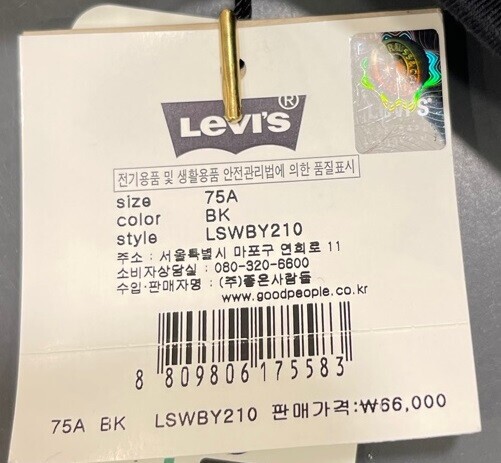 LEVI'S®
전기용품 및 생활용품 안전관리법에 의한 품질표시
size 75A
color BK
style LSWBY210
주소 : 서울특별시 마포구 연희로 11
소비자상담실 : 080-320-6600
수입·판매자명 : (주)좋은사람들
www.goodpeople.co.kr
8 809806 175583
75A BK LSWBY210 판매가격:₩66,000